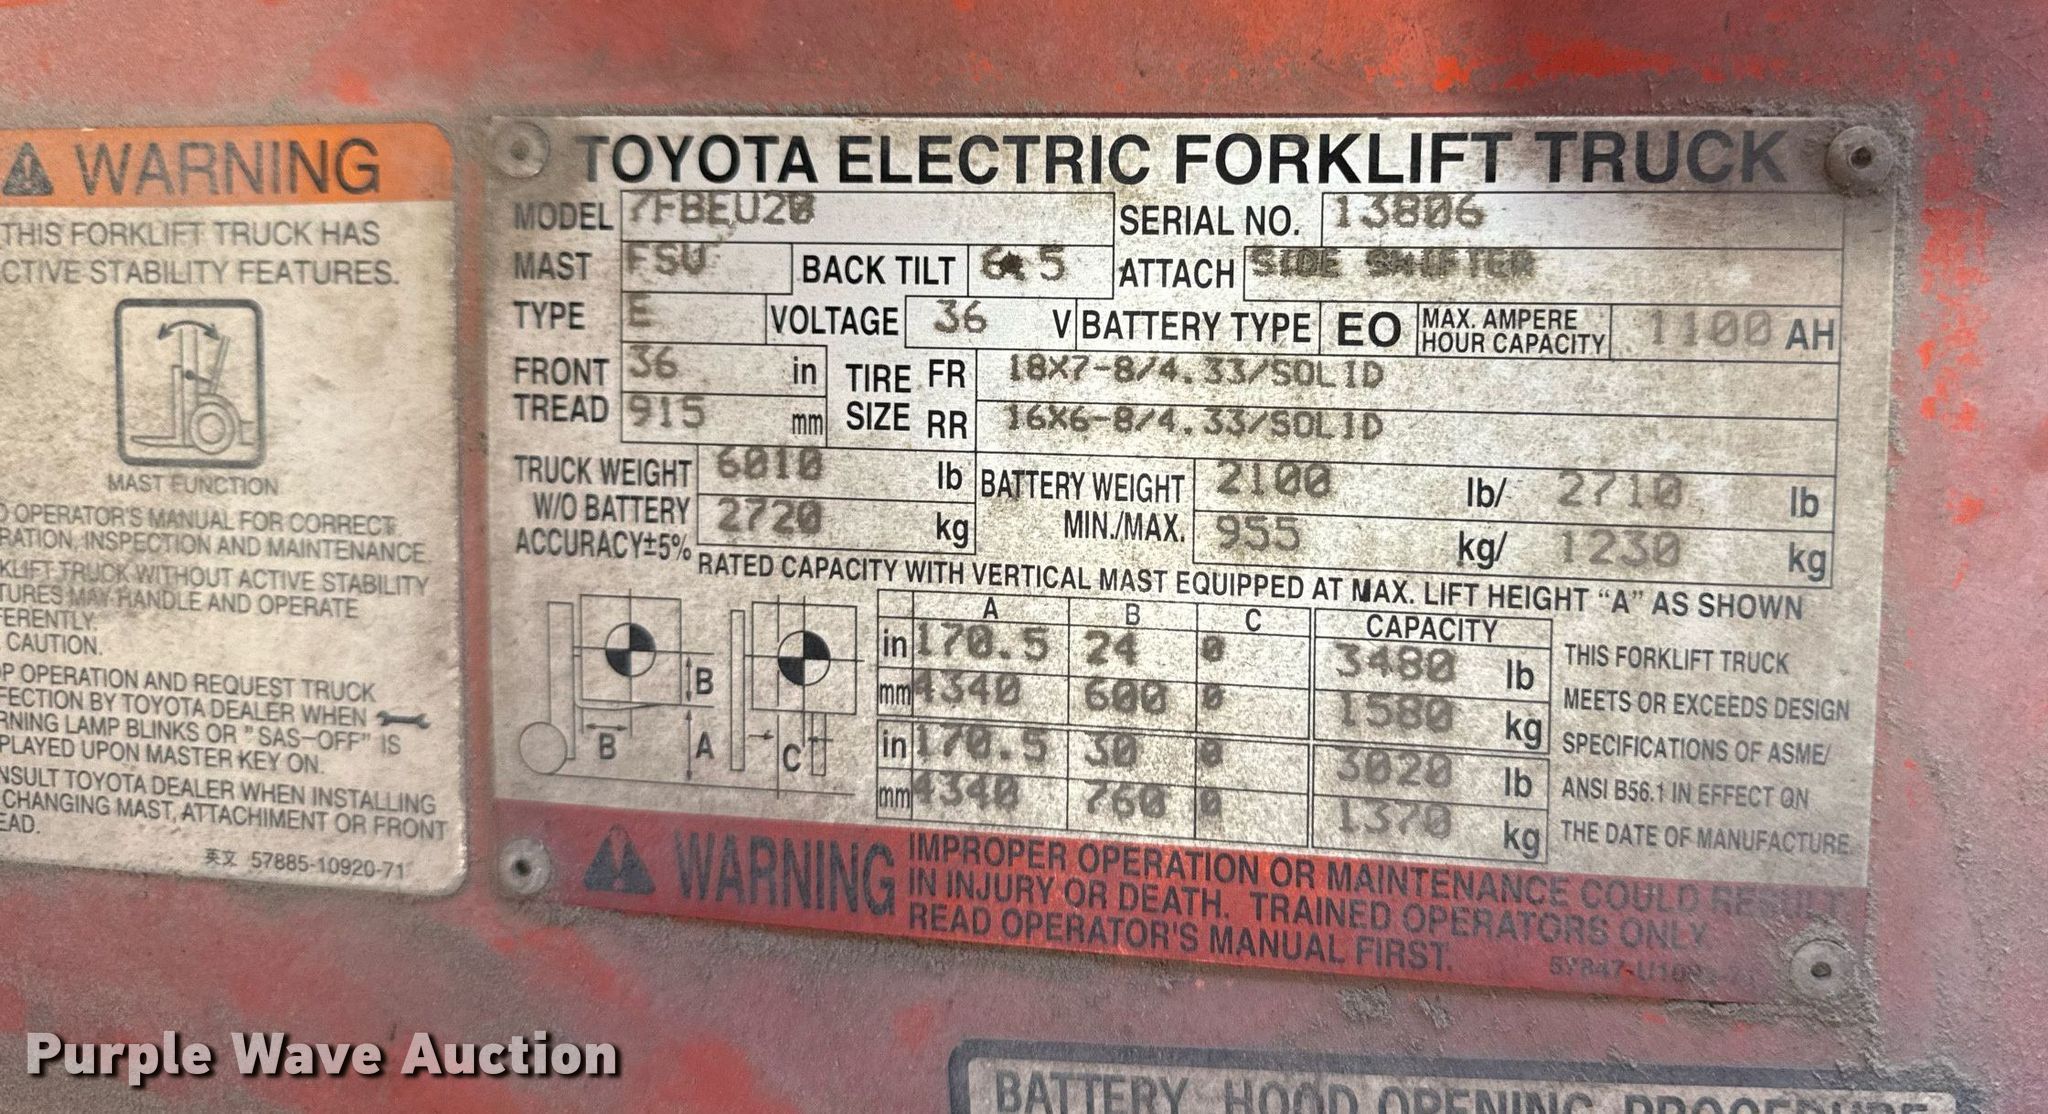 WARNING
THIS FORKLIFT TRUCK HAS
CTIVE STABILITY FEATURES.
MAST FUNCTION
OPERATOR'S MANUAL FOR CORRECT
RATION, INSPECTION AND MAINTENANCE.
KLIFT TRUCK WITHOUT ACTIVE STABILITY
TURES MAY HANDLE AND OPERATE
FERENTLY.
CAUTION.
P OPERATION AND REQUEST TRUCK
FECTION BY TOYOTA DEALER WHEN
RNING LAMP BLINKS OR "SAS-OFF" IS
PLAYED UPON MASTER KEY ON.
NSULT TOYOTA DEALER WHEN INSTALLING
CHANGING MAST, ATTACHIMENT OR FRONT
EAD.
英文 57885-10920-71
TOYOTA ELECTRIC FORKLIFT TRUCK
MODEL 7FBEU20 SERIAL NO. 13806
MAST FSU BACK TILT 6 5 ATTACH SIDE SHIFTER
TYPE E VOLTAGE 36 V BATTERY TYPE EO MAX. AMPERE HOUR CAPACITY 1100 AH
FRONT TREAD 36 in TIRE SIZE FR 18X7-8/4.33/SOLID
915 mm RR 16X6-8/4.33/SOLID
TRUCK WEIGHT 6010 lb BATTERY WEIGHT 2100 lb/ 2710 lb
W/O BATTERY 2720 kg MIN./MAX. 955 kg/ 1230 kg
ACCURACY±5%
RATED CAPACITY WITH VERTICAL MAST EQUIPPED AT MAX. LIFT HEIGHT "A" AS SHOWN
B B A C
A B C CAPACITY
in 170.5 24 0 3480 lb
mm 4340 600 0 1580 kg
in 170.5 30 0 3020 lb
mm 4340 760 0 1370 kg
THIS FORKLIFT TRUCK
MEETS OR EXCEEDS DESIGN
SPECIFICATIONS OF ASME/
ANSI B56.1 IN EFFECT ON
THE DATE OF MANUFACTURE.
WARNING
IMPROPER OPERATION OR MAINTENANCE COULD RESULT
IN INJURY OR DEATH. TRAINED OPERATORS ONLY.
READ OPERATOR'S MANUAL FIRST.
BATTERY HOOD OPENING PROCEDURE
Purple Wave Auction